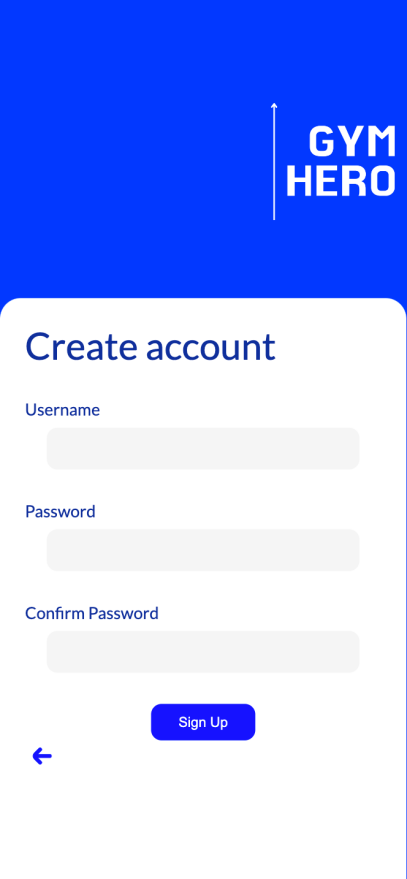 GYM
HERO
Create account
Username
Password
Confirm Password
Sign Up